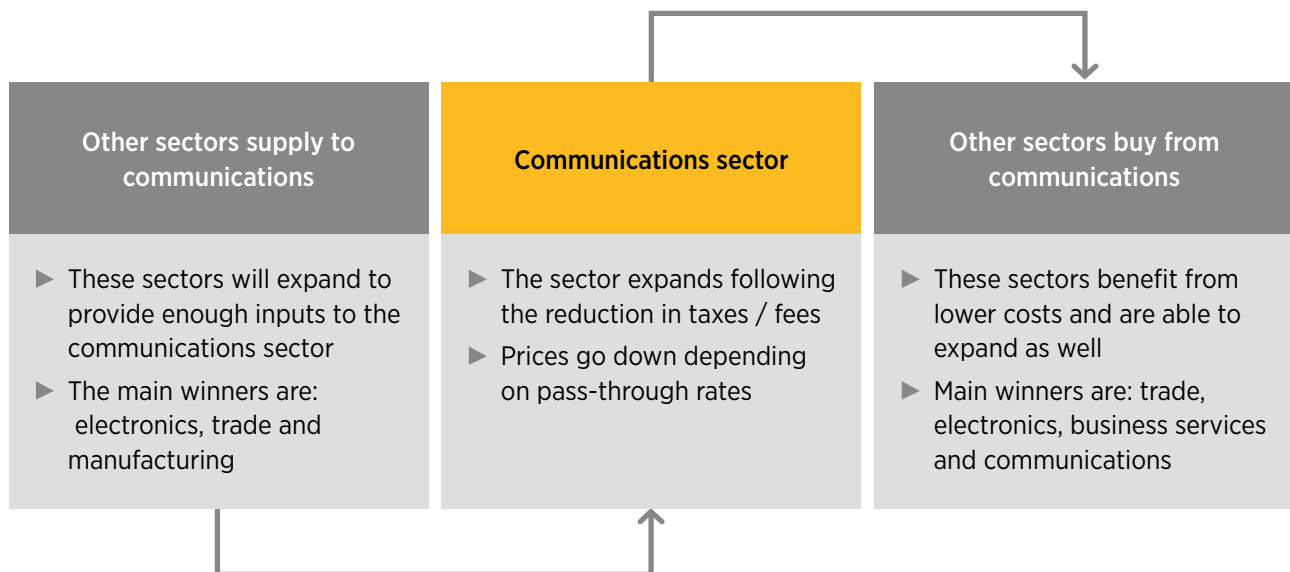 Other sectors supply to
communications
► These sectors will expand to
provide enough inputs to the
communications sector
► The main winners are:
electronics, trade and
manufacturing
Communications sector
► The sector expands following
the reduction in taxes / fees
► Prices go down depending
on pass-through rates
Other sectors buy from
communications
► These sectors benefit from
lower costs and are able to
expand as well
► Main winners are: trade,
electronics, business services
and communications